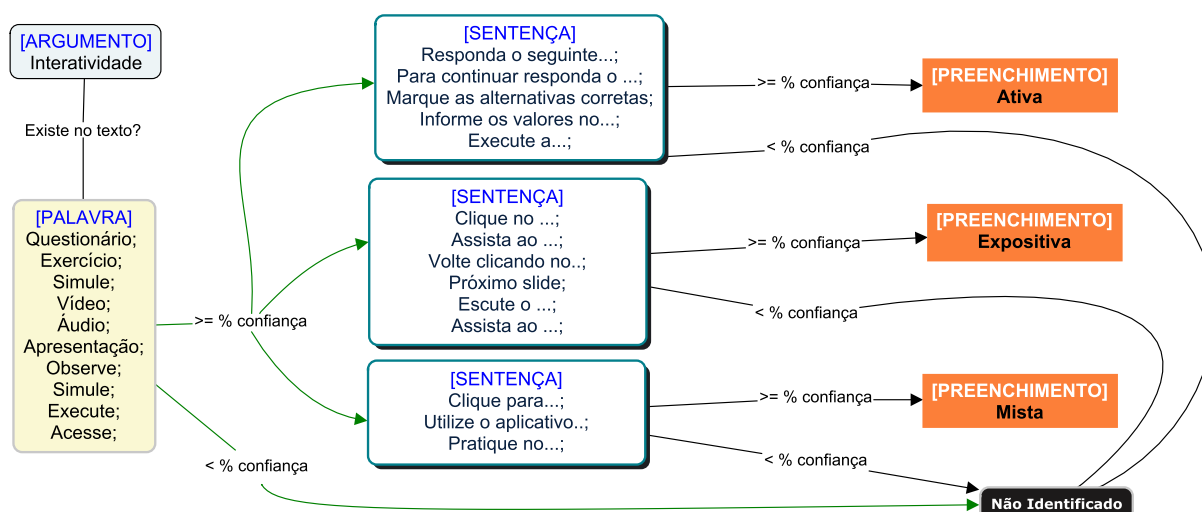 [ARGUMENTO]
Interatividade
Existe no texto?
[PALAVRA]
Questionário;
Exercício;
Simule;
Vídeo;
Áudio;
Apresentação;
Observe;
Simule;
Execute;
Acesse;
>= % confiança
< % confiança
[SENTENÇA]
Responda o seguinte...;
Para continuar responda o ...;
Marque as alternativas corretas;
Informe os valores no...;
Execute a...;
>= % confiança
< % confiança
[PREENCHIMENTO]
Ativa
[SENTENÇA]
Clique no ...;
Assista ao ...;
Volte clicando no..;
Próximo slide;
Escute o ...;
Assista ao ...;
>= % confiança
< % confiança
[PREENCHIMENTO]
Expositiva
[SENTENÇA]
Clique para...;
Utilize o aplicativo..;
Pratique no...;
>= % confiança
< % confiança
[PREENCHIMENTO]
Mista
Não Identificado